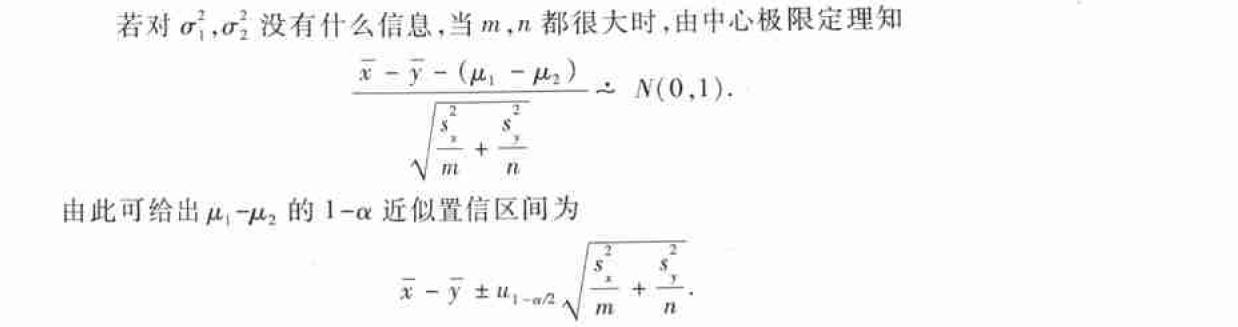 若对 $\sigma_1^2,\sigma_2^2$ 没有什么信息,当 $m,n$ 都很大时,由中心极限定理知
$$\frac{\bar{x}-\bar{y}-(\mu_1-\mu_2)}{\sqrt{\frac{s_x^2}{m}+\frac{s_y^2}{n}}} \stackrel{\cdot}{\sim} N(0,1).$$
由此可给出 $\mu_1-\mu_2$ 的 $1-\alpha$ 近似置信区间为
$$\bar{x}-\bar{y}\pm u_{1-\alpha/2}\sqrt{\frac{s_x^2}{m}+\frac{s_y^2}{n}}.$$